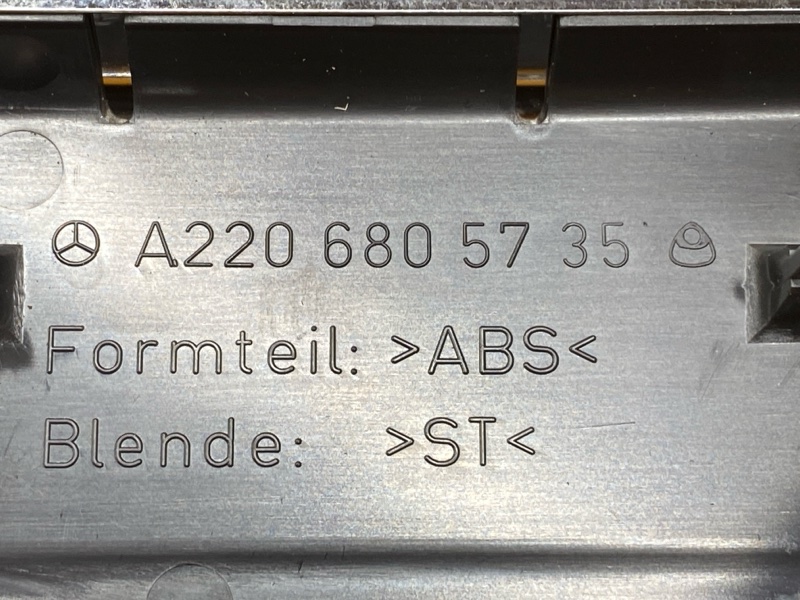 A220 680 57 35
Formteil: >ABS<
Blende: >ST<